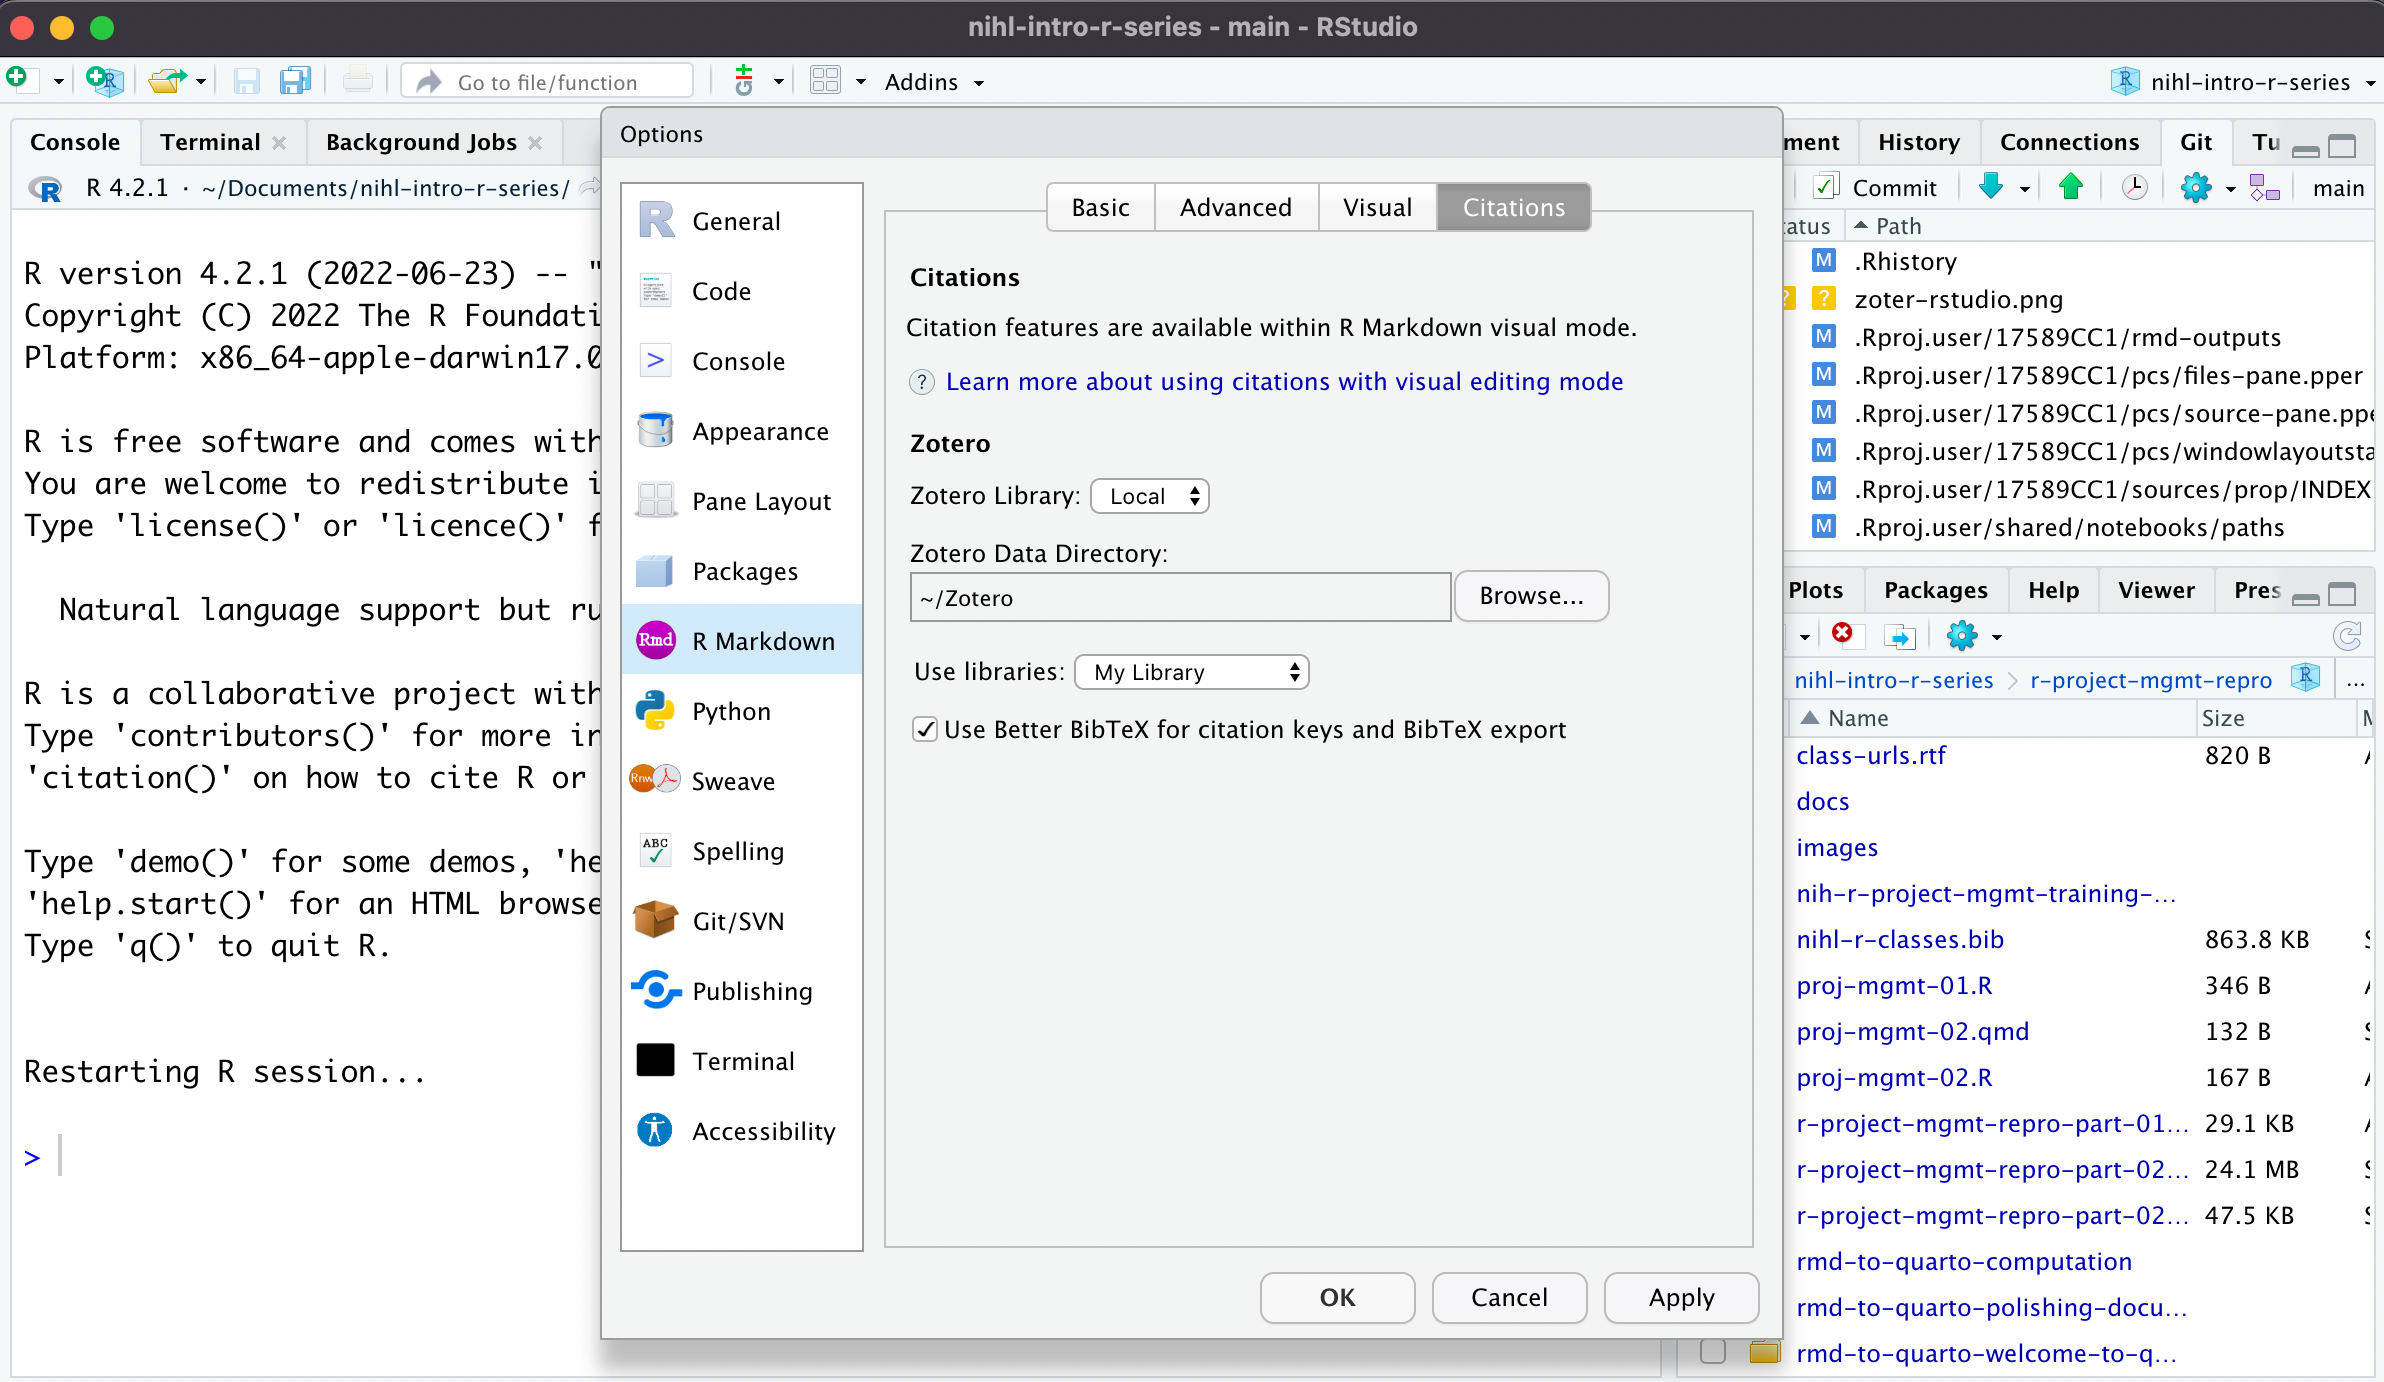 nihl-intro-r-series - main - RStudio
Go to file/function
Addins
nihl-intro-r-series
Console
Terminal
Background Jobs
R 4.2.1 · ~/Documents/nihl-intro-r-series/
R version 4.2.1 (2022-06-23) -- "
Copyright (C) 2022 The R Foundati
Platform: x86_64-apple-darwin17.0
R is free software and comes with
You are welcome to redistribute i
Type 'license()' or 'licence()' f
Natural language support but ru
R is a collaborative project with
Type 'contributors()' for more in
'citation()' on how to cite R or
Type 'demo()' for some demos, 'he
'help.start()' for an HTML browse
Type 'q()' to quit R.
Restarting R session...
>
Options
General
Code
Console
Appearance
Pane Layout
Packages
Rmd R Markdown
Python
Rnw Sweave
ABC Spelling
Git/SVN
Publishing
Terminal
Accessibility
Basic
Advanced
Visual
Citations
Citations
Citation features are available within R Markdown visual mode.
? Learn more about using citations with visual editing mode
Zotero
Zotero Library: Local
Zotero Data Directory:
~/Zotero
Browse...
Use libraries: My Library
Use Better BibTeX for citation keys and BibTeX export
OK
Cancel
Apply
ment
History
Connections
Git
Tu
Commit
main
atus
Path
M .Rhistory
? ? zoter-rstudio.png
M .Rproj.user/17589CC1/rmd-outputs
M .Rproj.user/17589CC1/pcs/files-pane.pper
M .Rproj.user/17589CC1/pcs/source-pane.ppe
M .Rproj.user/17589CC1/pcs/windowlayoutsta
M .Rproj.user/17589CC1/sources/prop/INDEX
M .Rproj.user/shared/notebooks/paths
Plots
Packages
Help
Viewer
Pres
nihl-intro-r-series
r-project-mgmt-repro
...
Name
Size
class-urls.rtf 820 B
docs
images
nih-r-project-mgmt-training-...
nihl-r-classes.bib 863.8 KB
proj-mgmt-01.R 346 B
proj-mgmt-02.qmd 132 B
proj-mgmt-02.R 167 B
r-project-mgmt-repro-part-01... 29.1 KB
r-project-mgmt-repro-part-02... 24.1 MB
r-project-mgmt-repro-part-02... 47.5 KB
rmd-to-quarto-computation
rmd-to-quarto-polishing-docu...
rmd-to-quarto-welcome-to-q...